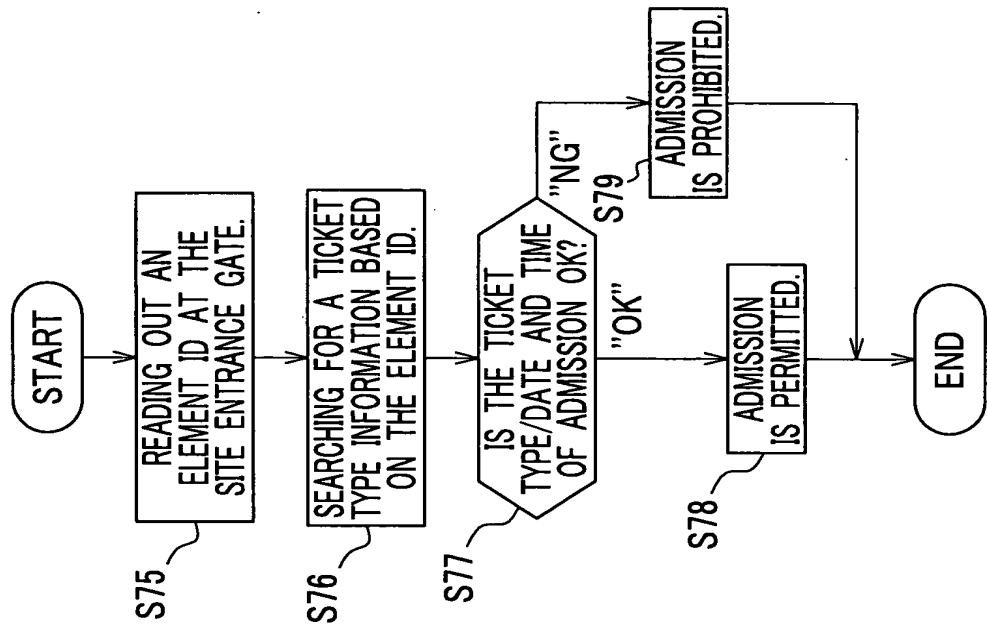 START
S75
READING OUT AN
ELEMENT ID AT THE
SITE ENTRANCE GATE.
S76
SEARCHING FOR A TICKET
TYPE INFORMATION BASED
ON THE ELEMENT ID.
S77
IS THE TICKET
TYPE/DATE AND TIME
OF ADMISSION OK?
"NG"
"OK"
S79
ADMISSION
IS PROHIBITED.
S78
ADMISSION
IS PERMITTED.
END